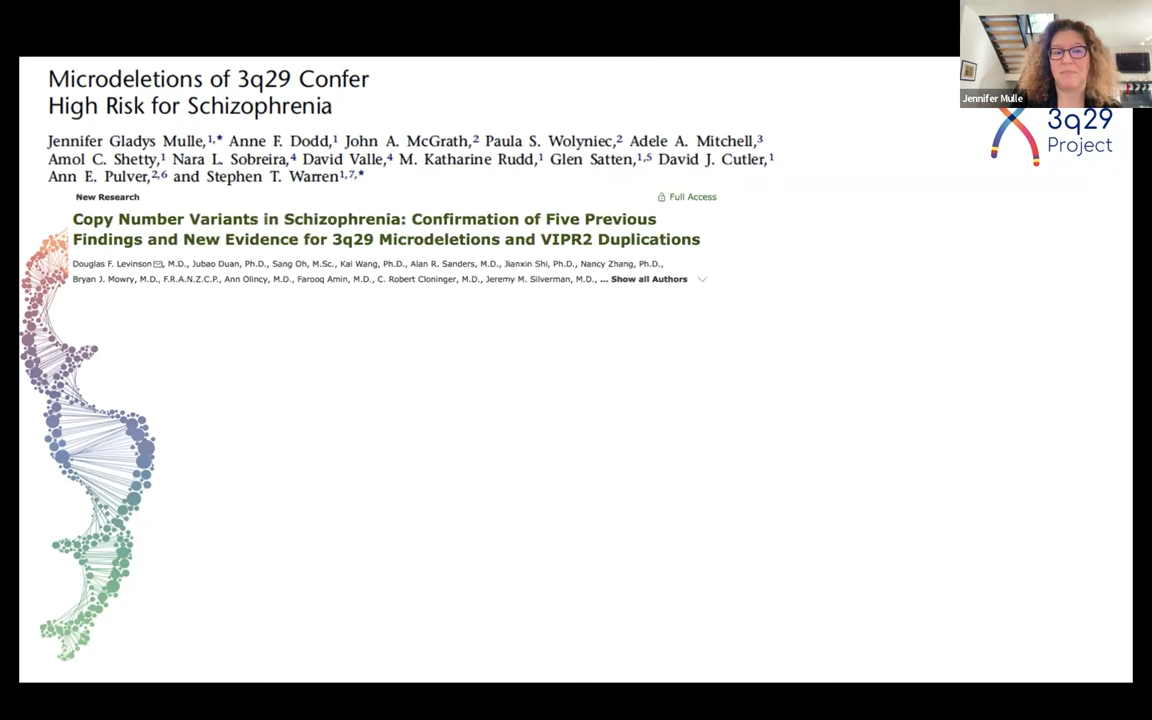 Microdeletions of 3q29 Confer
High Risk for Schizophrenia
Jennifer Gladys Mulle,1,* Anne F. Dodd,1 John A. McGrath,2 Paula S. Wolyniec,2 Adele A. Mitchell,3
Amol C. Shetty,1 Nara L. Sobreira,4 David Valle,4 M. Katharine Rudd,1 Glen Satten,1,5 David J. Cutler,1
Ann E. Pulver,2,6 and Stephen T. Warren1,7,*
New Research
Full Access
Copy Number Variants in Schizophrenia: Confirmation of Five Previous
Findings and New Evidence for 3q29 Microdeletions and VIPR2 Duplications
Douglas F. Levinson, M.D., Jubao Duan, Ph.D., Sang Oh, M.Sc., Kai Wang, Ph.D., Alan R. Sanders, M.D., Jianxin Shi, Ph.D., Nancy Zhang, Ph.D.,
Bryan J. Mowry, M.D., F.R.A.N.Z.C.P., Ann Olincy, M.D., Farooq Amin, M.D., C. Robert Cloninger, M.D., Jeremy M. Silverman, M.D., ... Show all Authors
Jennifer Mulle
3q29
Project